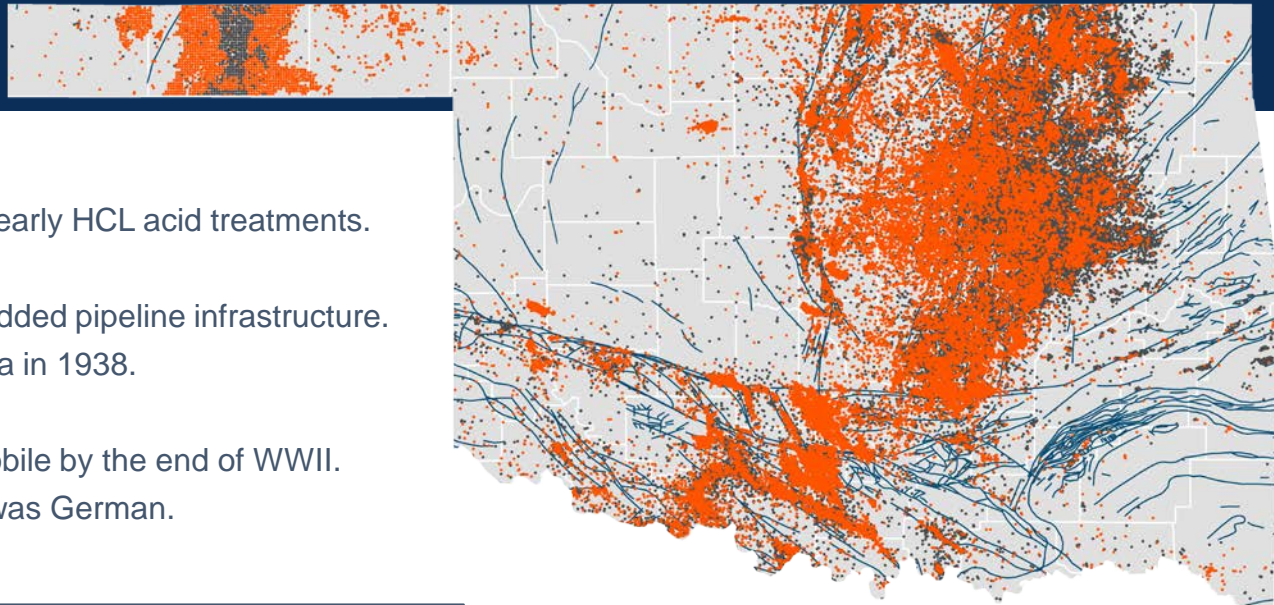 early HCL acid treatments.
dded pipeline infrastructure.
a in 1938.
bile by the end of WWII.
was German.